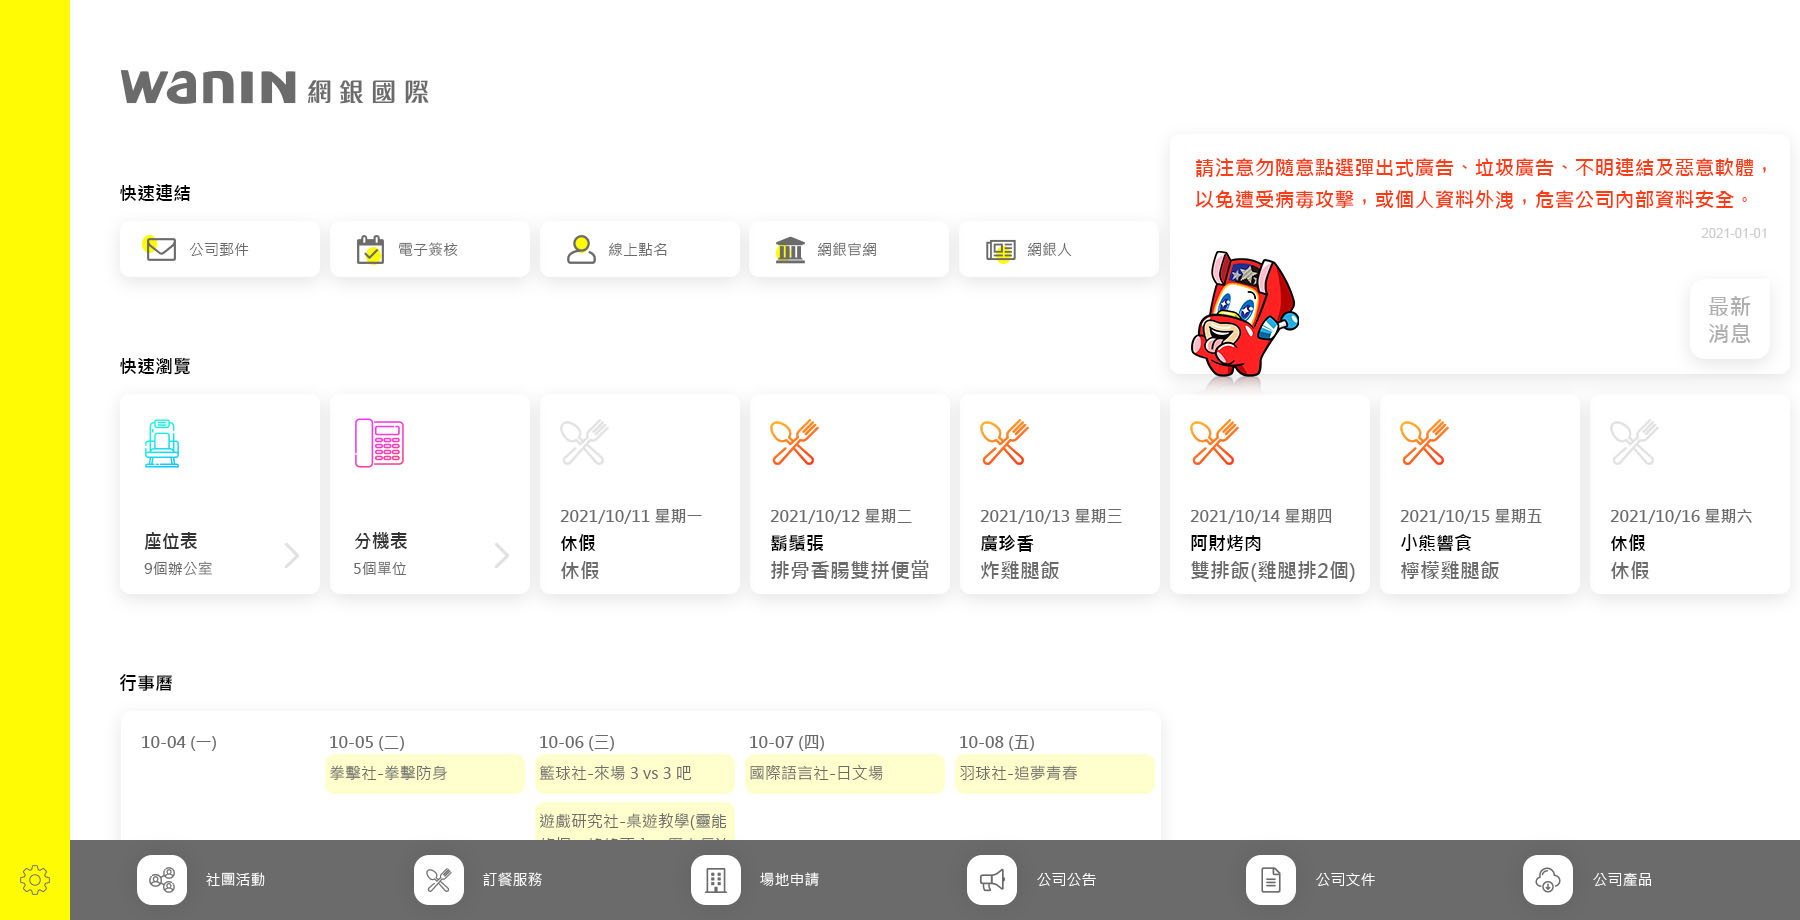 wanin 網銀國際
請注意勿隨意點選彈出式廣告、垃圾廣告、不明連結及惡意軟體，
以免遭受病毒攻擊，或個人資料外洩，危害公司內部資料安全。
2021-01-01
最新
消息
快速連結
公司郵件
電子簽核
線上點名
網銀官網
網銀人
快速瀏覽
座位表
9個辦公室
分機表
5個單位
2021/10/11 星期一
休假
休假
2021/10/12 星期二
鬍鬚張
排骨香腸雙拼便當
2021/10/13 星期三
廣珍香
炸雞腿飯
2021/10/14 星期四
阿財烤肉
雙排飯(雞腿排2個)
2021/10/15 星期五
小熊響食
檸檬雞腿飯
2021/10/16 星期六
休假
休假
行事曆
10-04 (一)
10-05 (二)
拳擊社-拳擊防身
10-06 (三)
籃球社-來場 3 vs 3 吧
遊戲研究社-桌遊教學(靈能
10-07 (四)
國際語言社-日文場
10-08 (五)
羽球社-追夢青春
社團活動
訂餐服務
場地申請
公司公告
公司文件
公司產品